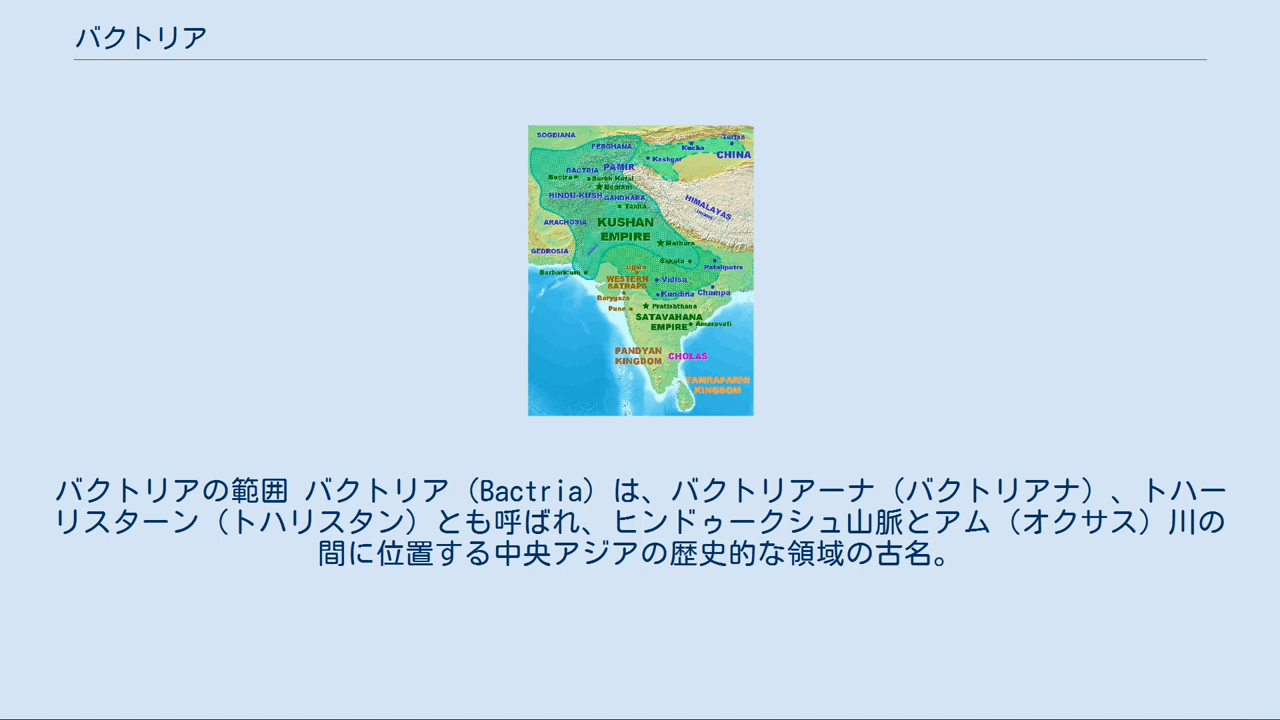 バクトリア
SOGDIANA
FERGHANA
Turfan
Kucha
CHINA
Kashgar
BACTRIA
PAMIR
Bactra
Surkh Kotal
Begram
HINDU-KUSH
GANDHARA
Taxila
HIMALAYAS
ARACHOSIA
KUSHAN
EMPIRE
Mathura
GEDROSIA
Saketa
Pataliputra
Barbaricum
Ujjain
WESTERN
SATRAPS
Vidisa
Kundina
Champa
Barygaza
Pratishthana
Pune
SATAVAHANA
EMPIRE
Amaravati
PANDYAN
KINGDOM
CHOLAS
TAMRAPARNI
KINGDOM
バクトリアの範囲 バクトリア（Bactria）は、バクトリアーナ（バクトリアナ）、トハー
リスターン（トハリスタン）とも呼ばれ、ヒンドゥークシュ山脈とアム（オクサス）川の
間に位置する中央アジアの歴史的な領域の古名。